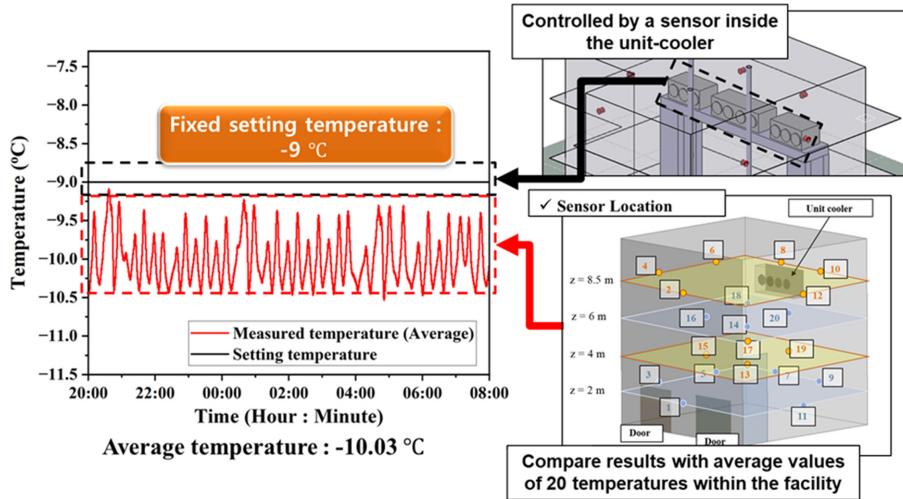 Controlled by a sensor inside
the unit-cooler
Fixed setting temperature :
-9 ℃
Temperature (°C)
−7.5
−8.0
−8.5
−9.0
−9.5
−10.0
−10.5
−11.0
−11.5
Measured temperature (Average)
Setting temperature
20:00 22:00 00:00 02:00 04:00 06:00 08:00
Time (Hour : Minute)
Average temperature : -10.03 ℃
✓ Sensor Location
Unit cooler
z = 8.5 m
z = 6 m
z = 4 m
z = 2 m
4 6 8 10
2 18 12
16 14 20
15 17 19
3 5 13 7 9
1 11
Door
Door
Compare results with average values
of 20 temperatures within the facility